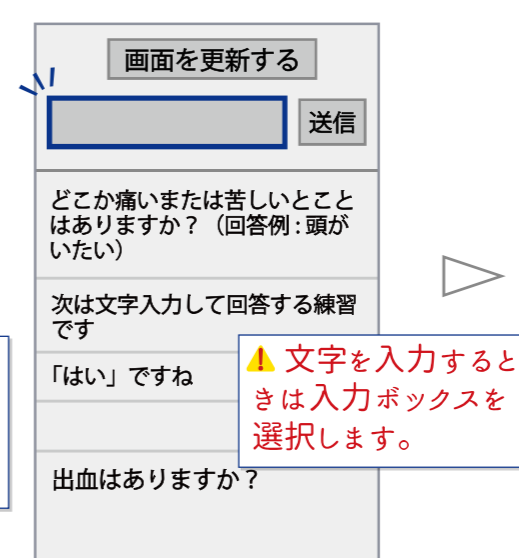 画面を更新する
送信
どこか痛いまたは苦しいとこと
はありますか？（回答例 : 頭が
いたい）
次は文字入力して回答する練習
です
「はい」ですね
文字を入力すると
きは入力ボックスを
選択します。
出血はありますか？